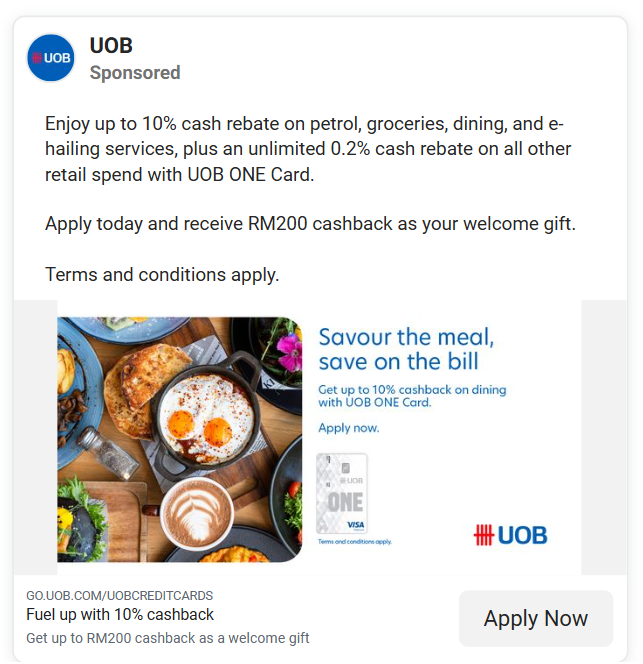 UOB
UOB
Sponsored
Enjoy up to 10% cash rebate on petrol, groceries, dining, and e-
hailing services, plus an unlimited 0.2% cash rebate on all other
retail spend with UOB ONE Card.
Apply today and receive RM200 cashback as your welcome gift.
Terms and conditions apply.
Savour the meal,
save on the bill
Get up to 10% cashback on dining
with UOB ONE Card.
Apply now.
UOB
ONE
VISA
Terms and conditions apply.
UOB
GO.UOB.COM/UOBCREDITCARDS
Fuel up with 10% cashback
Get up to RM200 cashback as a welcome gift
Apply Now